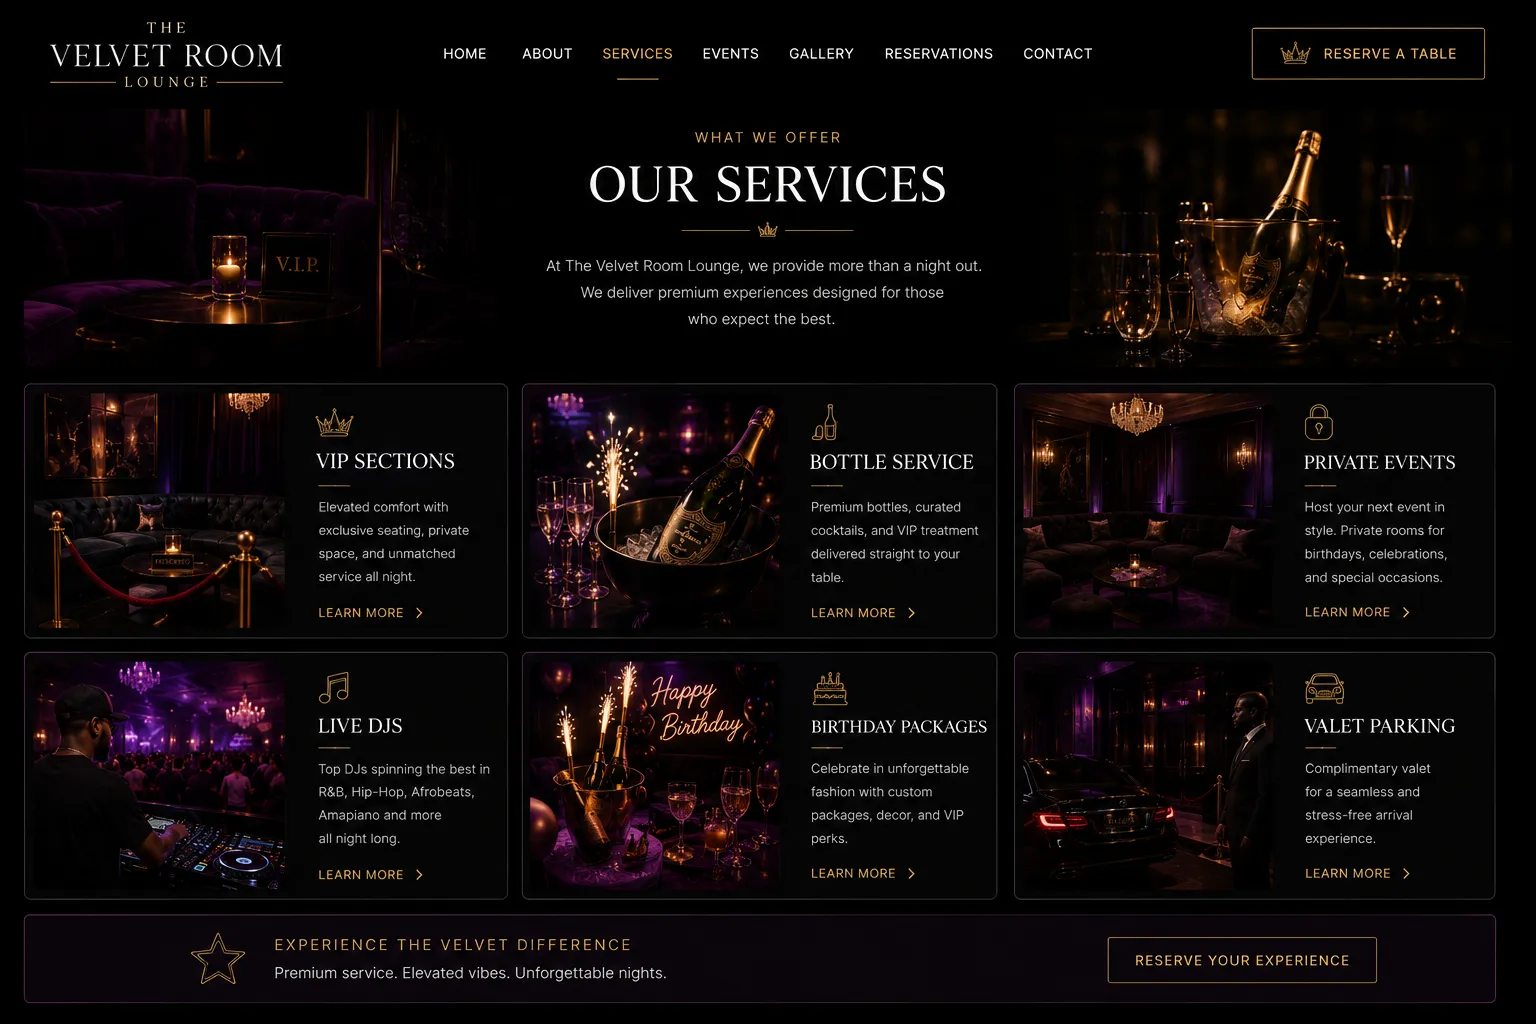 THE
VELVET ROOM
LOUNGE
HOME
ABOUT
SERVICES
EVENTS
GALLERY
RESERVATIONS
CONTACT
RESERVE A TABLE
V.I.P.
WHAT WE OFFER
OUR SERVICES
At The Velvet Room Lounge, we provide more than a night out.
We deliver premium experiences designed for those
who expect the best.
VIP SECTIONS
Elevated comfort with
exclusive seating, private
space, and unmatched
service all night.
LEARN MORE
BOTTLE SERVICE
Premium bottles, curated
cocktails, and VIP treatment
delivered straight to your
table.
LEARN MORE
PRIVATE EVENTS
Host your next event in
style. Private rooms for
birthdays, celebrations,
and special occasions.
LEARN MORE
LIVE DJS
Top DJs spinning the best in
R&B, Hip-Hop, Afrobeats,
Amapiano and more
all night long.
LEARN MORE
Happy
Birthday
BIRTHDAY PACKAGES
Celebrate in unforgettable
fashion with custom
packages, decor, and VIP
perks.
LEARN MORE
VALET PARKING
Complimentary valet
for a seamless and
stress-free arrival
experience.
LEARN MORE
EXPERIENCE THE VELVET DIFFERENCE
Premium service. Elevated vibes. Unforgettable nights.
RESERVE YOUR EXPERIENCE